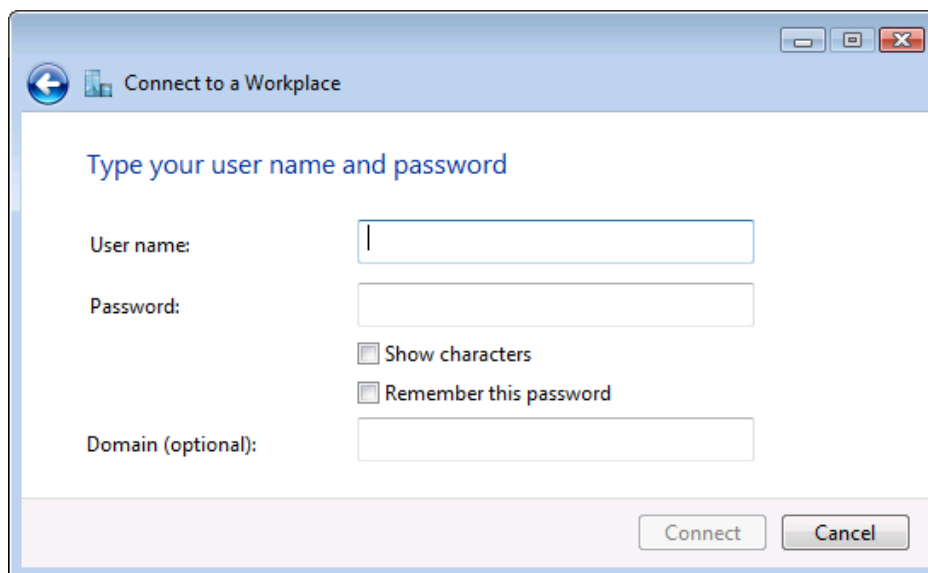 Connect to a Workplace
Type your user name and password
User name:
Password:
Show characters
Remember this password
Domain (optional):
Connect
Cancel